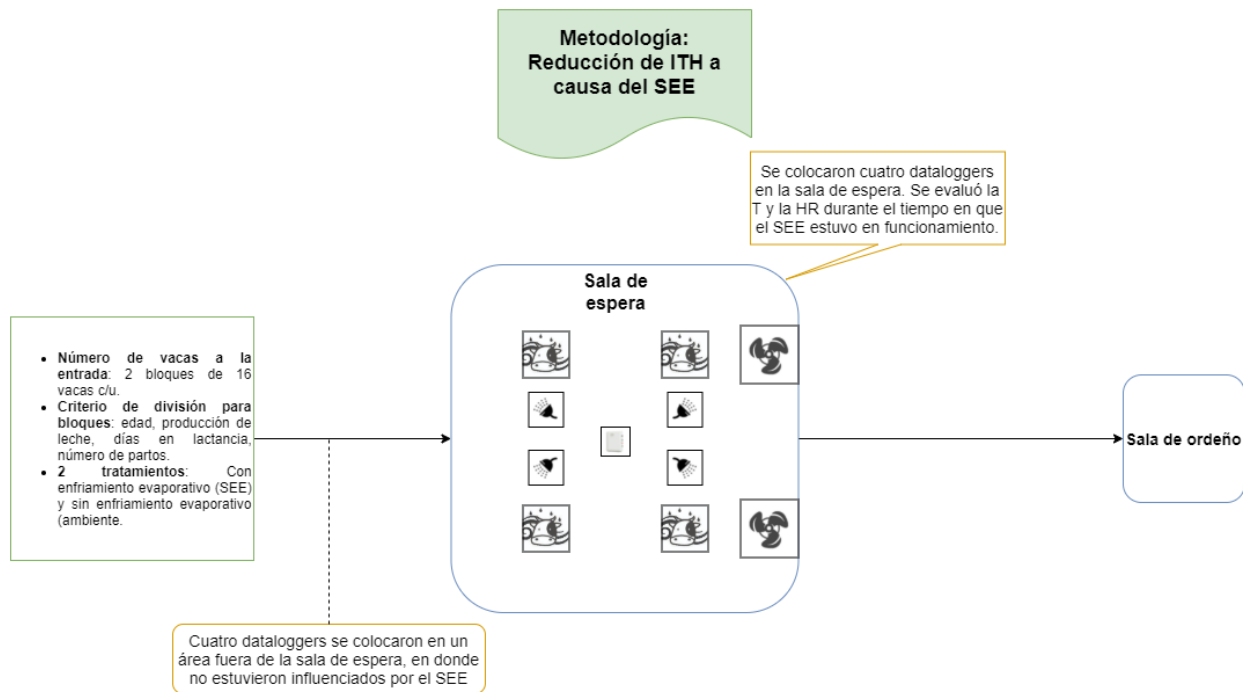 Metodología:
Reducción de ITH a
causa del SEE
Se colocaron cuatro dataloggers
en la sala de espera. Se evaluó la
T y la HR durante el tiempo en que
el SEE estuvo en funcionamiento.
Sala de
espera
Número de vacas a la
entrada: 2 bloques de 16
vacas c/u.
Criterio de división para
bloques: edad, producción de
leche, días en lactancia,
número de partos.
2 tratamientos: Con
enfriamiento evaporativo (SEE)
y sin enfriamiento evaporativo
(ambiente.
Sala de ordeño
Cuatro dataloggers se colocaron en un
área fuera de la sala de espera, en donde
no estuvieron influenciados por el SEE